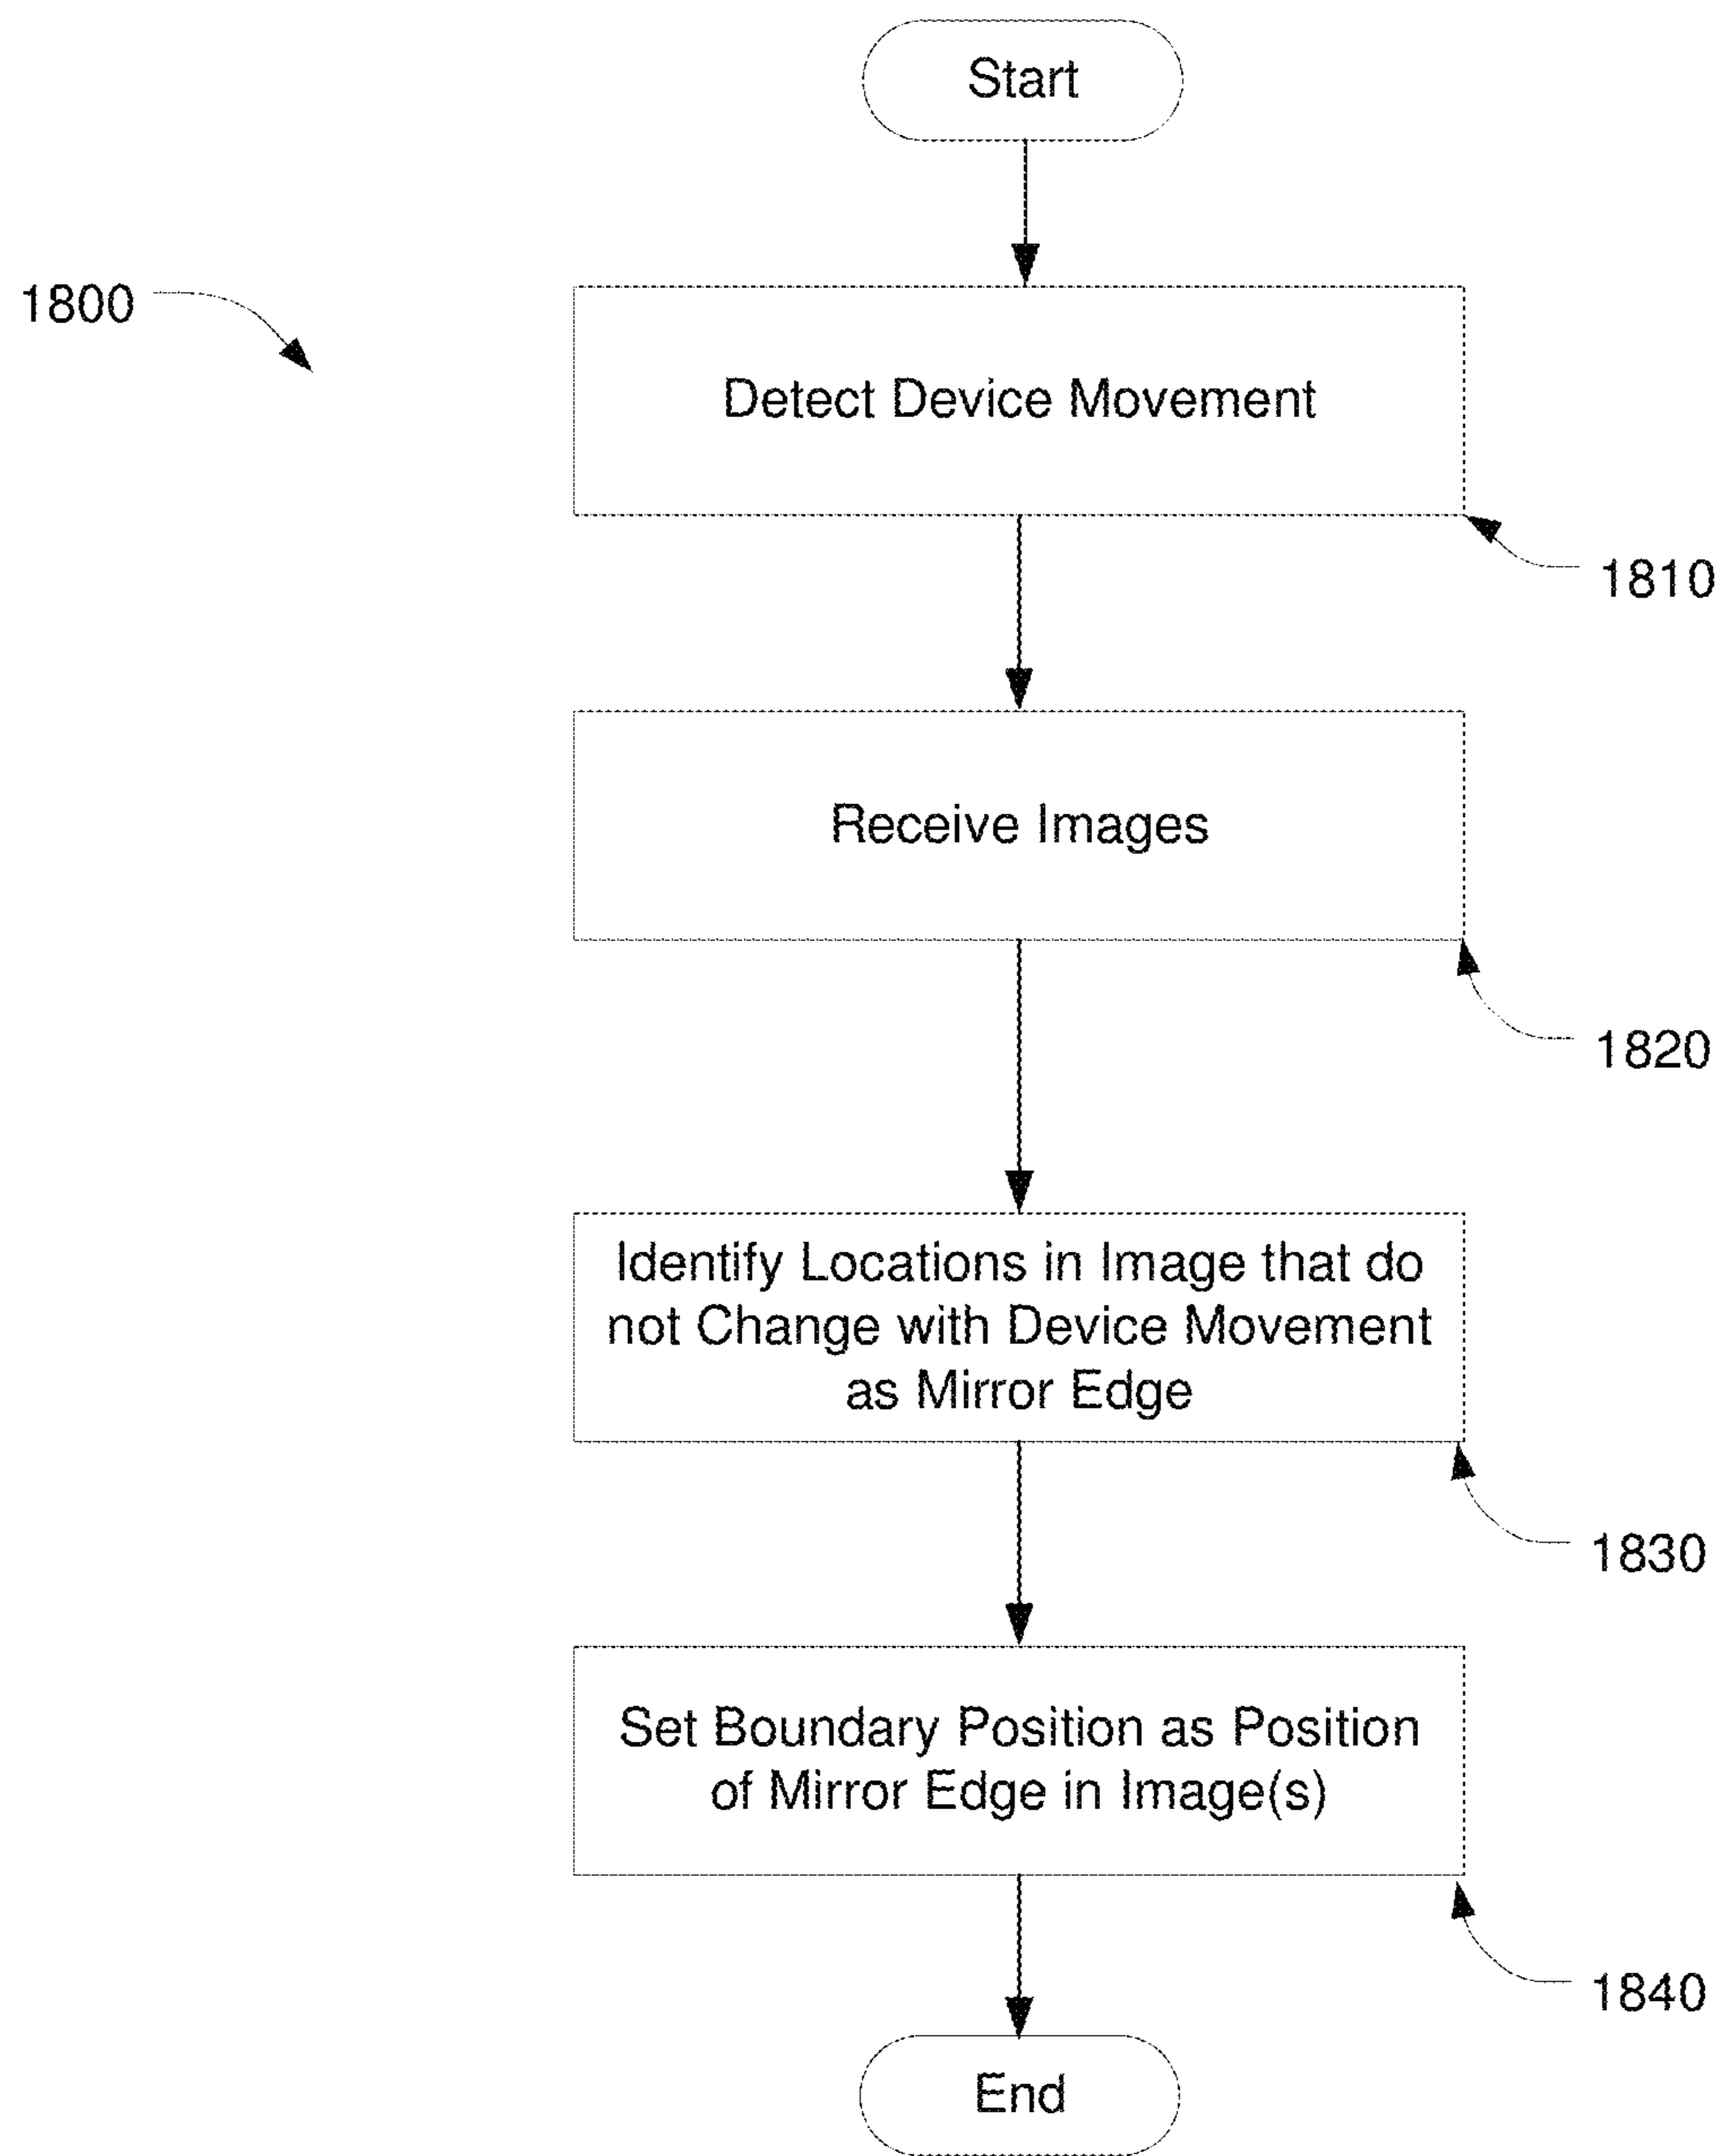 Start
1800
Detect Device Movement
1810
Receive Images
1820
Identify Locations in Image that do
not Change with Device Movement
as Mirror Edge
1830
Set Boundary Position as Position
of Mirror Edge in Image(s)
1840
End